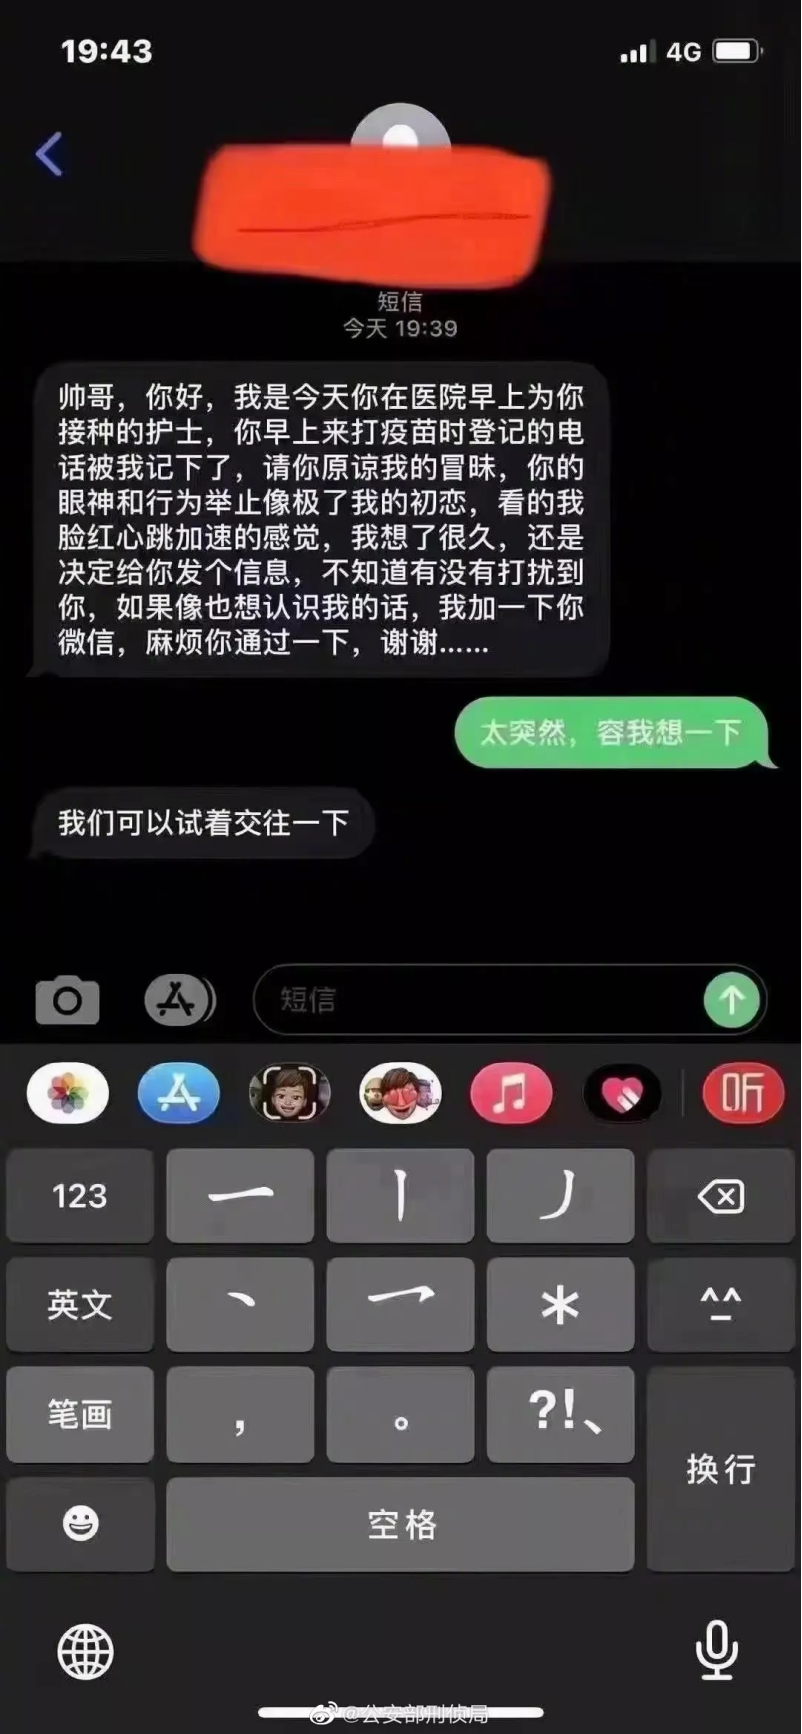 19:43
4G
短信
今天 19:39
帅哥，你好，我是今天你在医院早上为你
接种的护士，你早上来打疫苗时登记的电
话被我记下了，请你原谅我的冒昧，你的
眼神和行为举止像极了我的初恋，看的我
脸红心跳加速的感觉，我想了很久，还是
决定给你发个信息，不知道有没有打扰到
你，如果像也想认识我的话，我加一下你
微信，麻烦你通过一下，谢谢……
太突然，容我想一下
我们可以试着交往一下
短信
听
123 一 丨 丿
英文 丶 乛 * ^_^
笔画 ， 。 ?!、
换行
空格
@公安部刑侦局